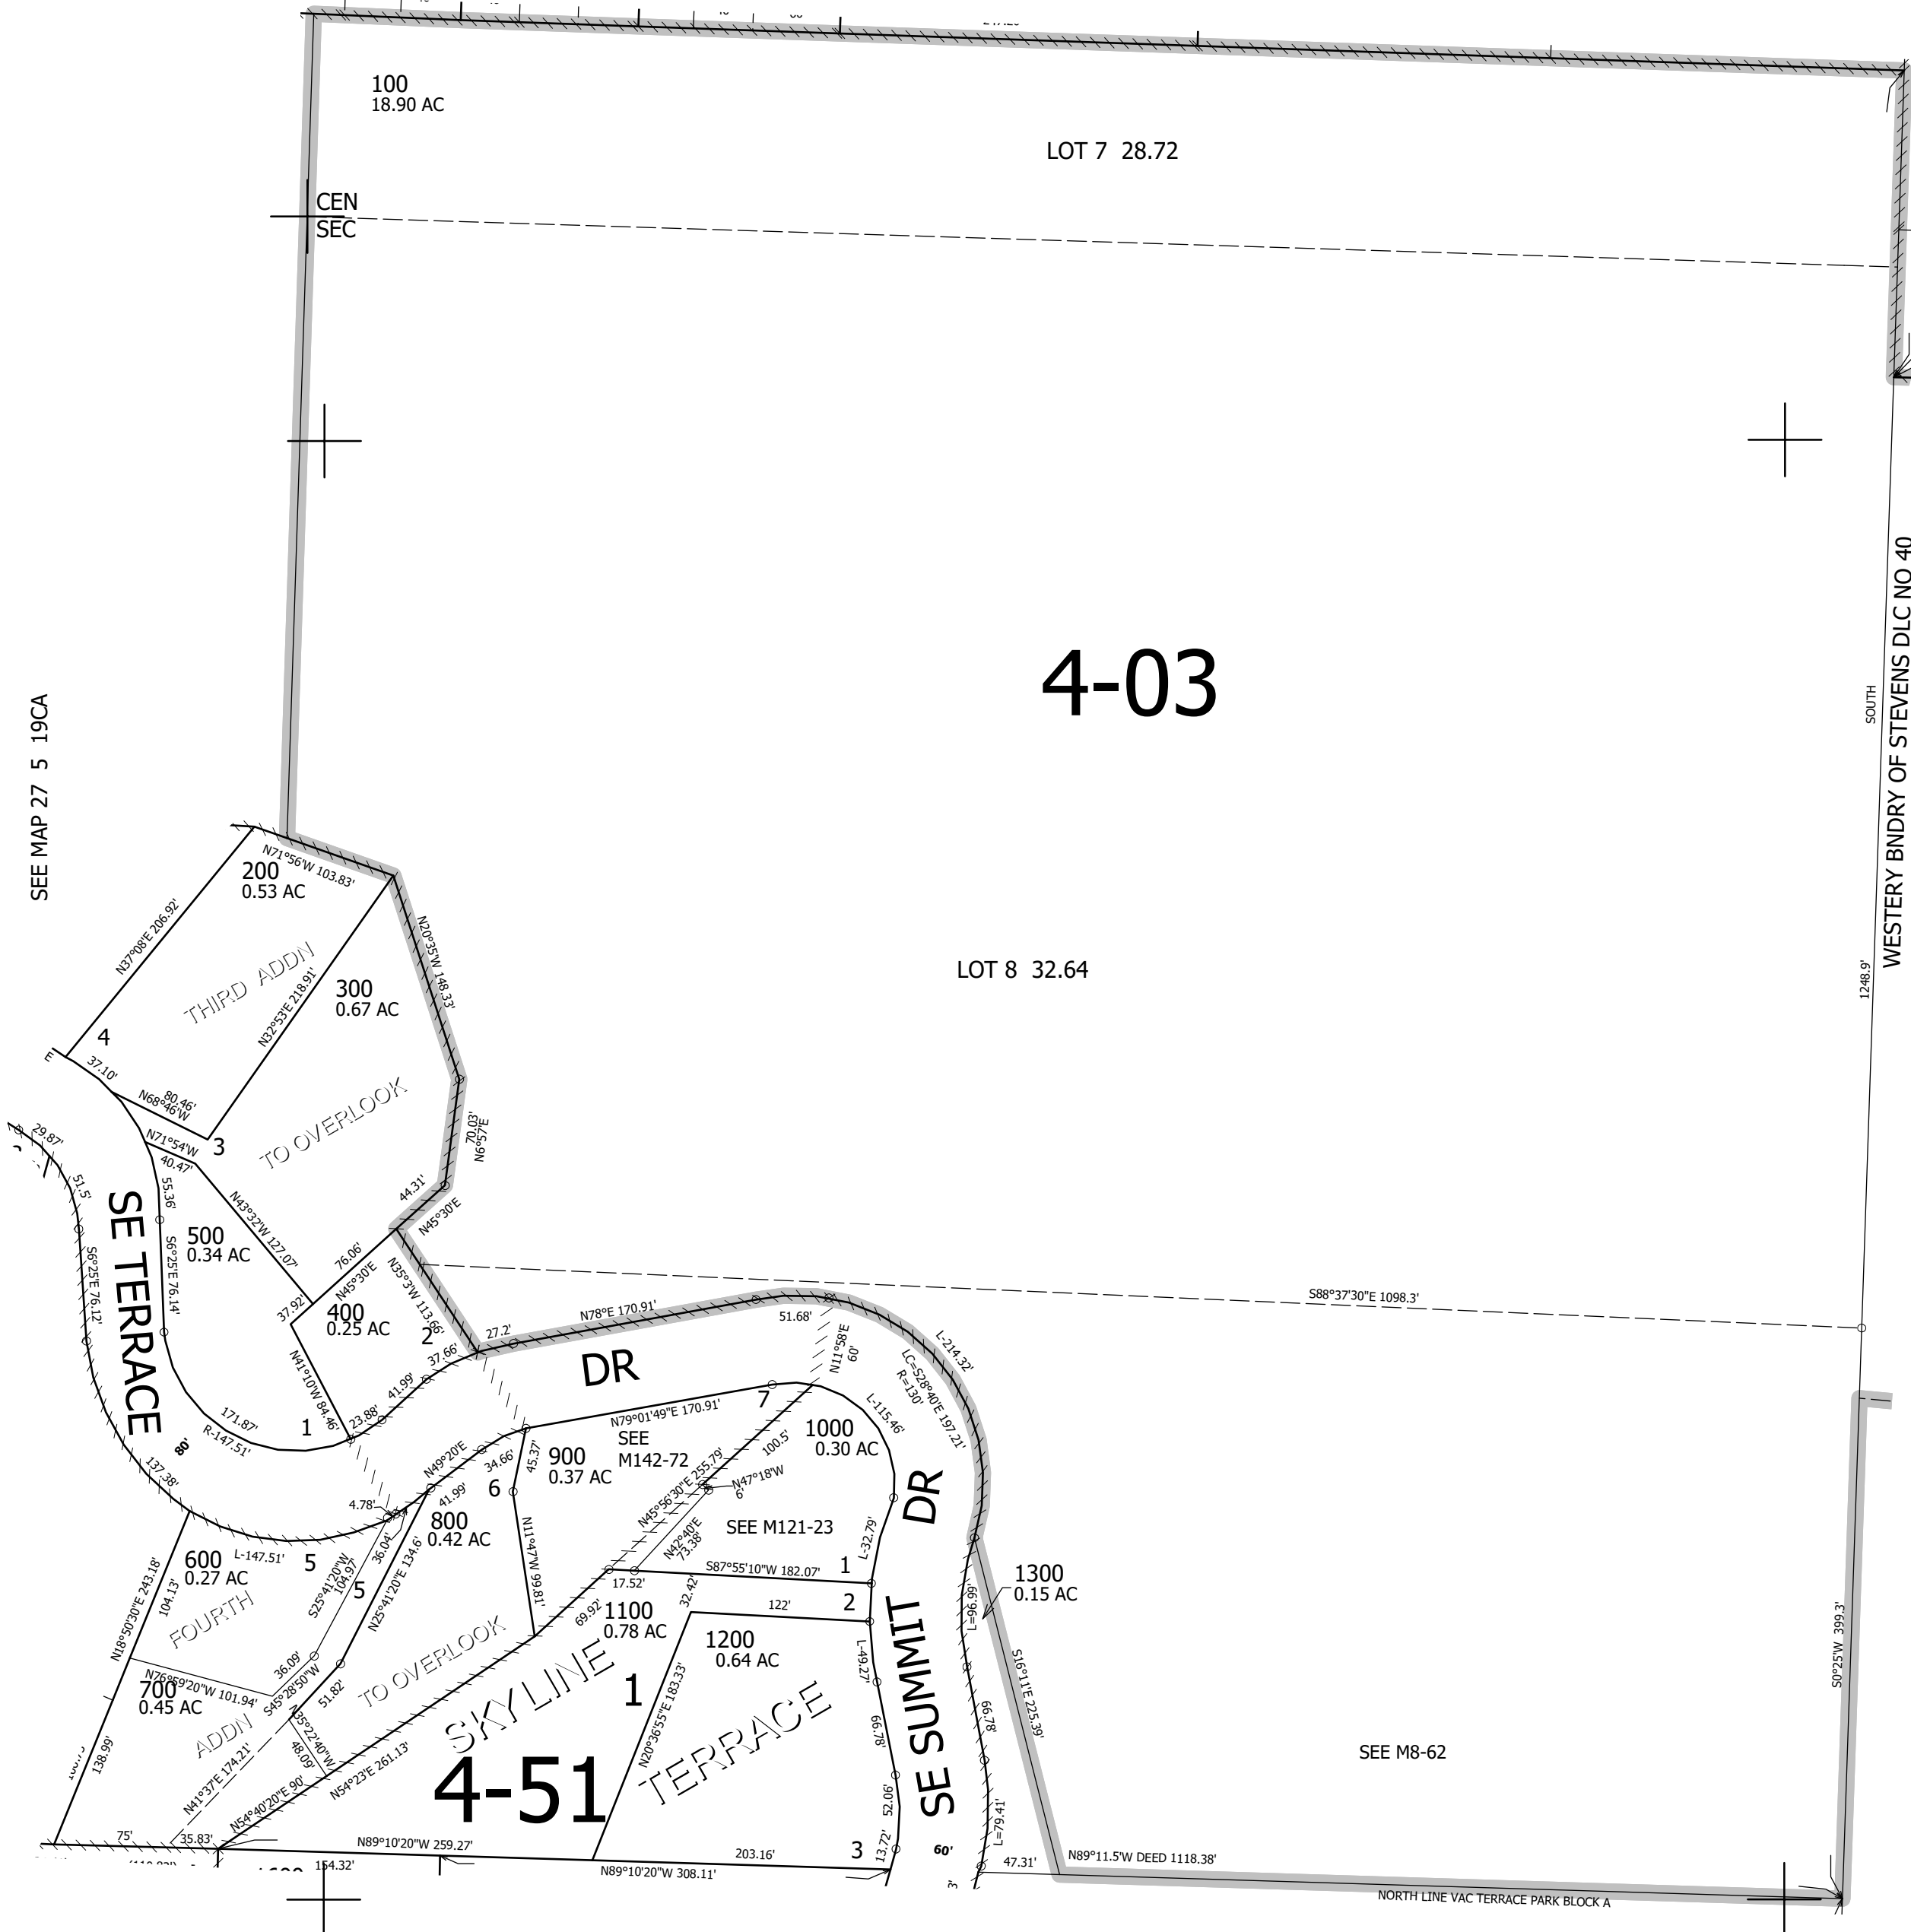 100
18.90 AC
LOT 7 28.72
CEN
SEC
4-03
SEE MAP 27 5 19CA
SOUTH
WESTERY BNDRY OF STEVENS DLC NO 40
1248.9'
LOT 8 32.64
N71°56'W 103.83'
200
0.53 AC
N37°08'E 206.92'
THIRD ADDN
N32°53'E 218.91'
N20°35'W 148.33'
300
0.67 AC
4
E
37.10'
80.46'
N68°46'W
3
TO OVERLOOK
70.03'
N6°57'E
29.87'
N71°54'W
40.47'
51.5'
55.36'
44.31'
N45°30'E
SE TERRACE
N43°32'W 127.07'
500
0.34 AC
S6°25'E 76.12'
S6°25'E 76.14'
76.06'
N45°30'E
N35°3'W 113.66'
37.92'
400
0.25 AC
2
S88°37'30"E 1098.3'
N78°E 170.91'
51.68'
27.2'
37.66'
N41°10'W 84.46'
DR
N11°58'E
60'
L-214.32'
LC=S28°40'E 197.21'
R=130'
41.99'
23.88'
171.87'
R-147.51'
1
80'
137.38'
7
N79°01'49"E 170.91'
SEE
M142-72
1000
0.30 AC
L-115.46'
100.5'
N49°20'E
34.66'
45.37'
900
0.37 AC
N45°56'30"E 255.79'
N47°18'W
6'
DR
6
41.99'
4.78'
800
0.42 AC
36.04'
SEE M121-23
L-32.79'
N42°40'E
73.38'
S87°55'10"W 182.07'
1
L-147.51'
5
600
0.27 AC
S25°41'20"W
104.97'
5
N25°41'20"E 134.6'
N11°47'W 99.81'
17.52'
32.42'
1300
0.15 AC
N18°50'30"E 243.18'
104.13'
FOURTH
69.92'
1100
0.78 AC
122'
2
1200
0.64 AC
L=96.99'
SE SUMMIT
L-49.27'
S0°25'W 399.3'
S16°11'E 225.39'
TO OVERLOOK
SKYLINE
1
36.09'
S45°28'50"W
N76°59'20"W 101.94'
700
0.45 AC
51.82'
N35°22'40"W
48.09'
N20°36'55"E 183.33'
66.78'
66.78'
TERRACE
ADDN
138.99'
N41°37'E 174.21'
N54°23'E 261.13'
N54°40'20"E 90'
4-51
SEE M8-62
52.06'
L=79.41'
75'
35.83'
N89°10'20"W 259.27'
13.72'
3
60'
203.16'
154.32'
N89°10'20"W 308.11'
47.31'
N89°11.5'W DEED 1118.38'
NORTH LINE VAC TERRACE PARK BLOCK A